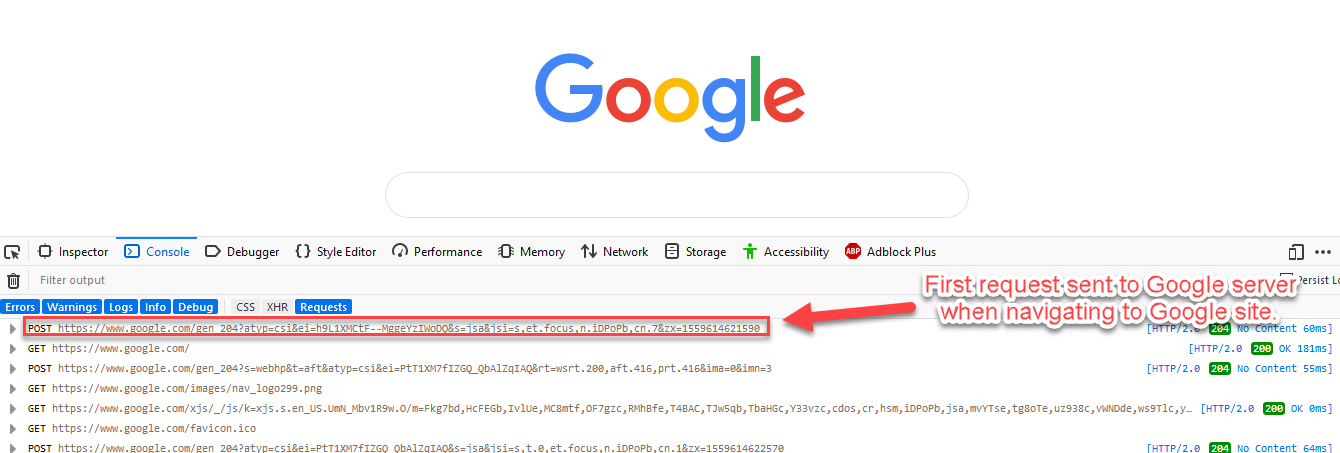 Google
Inspector Console Debugger Style Editor Performance Memory Network Storage Accessibility ABP Adblock Plus
Filter output Persist Lo
First request sent to Google server
when navigating to Google site.
Errors Warnings Logs Info Debug CSS XHR Requests
POST https://www.google.com/gen_204?atyp=csi&ei=h9L1XMCtF--MggeYzIWoDQ&s=jsa&jsi=s,et.focus,n.iDPoPb,cn.7&zx=1559614621590 [HTTP/2.0 204 No Content 60ms]
GET https://www.google.com/ [HTTP/2.0 200 OK 181ms]
POST https://www.google.com/gen_204?s=webhp&t=aft&atyp=csi&ei=PtT1XM7fIZGQ_QbAlZqIAQ&rt=wsrt.200,aft.416,prt.416&ima=0&imn=3 [HTTP/2.0 204 No Content 55ms]
GET https://www.google.com/images/nav_logo299.png
GET https://www.google.com/xjs/_/js/k=xjs.s.en_US.UmN_Mbv1R9w.O/m=Fkg7bd,HcFEGb,IvlUe,MC8mtf,OF7gzc,RMhBfe,T4BAC,TJw5qb,TbaHGc,Y33vzc,cdos,cr,hsm,iDPoPb,jsa,mvYTse,tg8oTe,uz938c,vWNDde,ws9Tlc,y… [HTTP/2.0 200 OK 0ms]
GET https://www.google.com/favicon.ico
POST https://www.google.com/gen_204?atyp=csi&ei=PtT1XM7fIZGQ_QbAlZqIAQ&s=jsa&jsi=s,t.0,et.focus,n.iDPoPb,cn.1&zx=1559614622570 [HTTP/2.0 204 No Content 64ms]